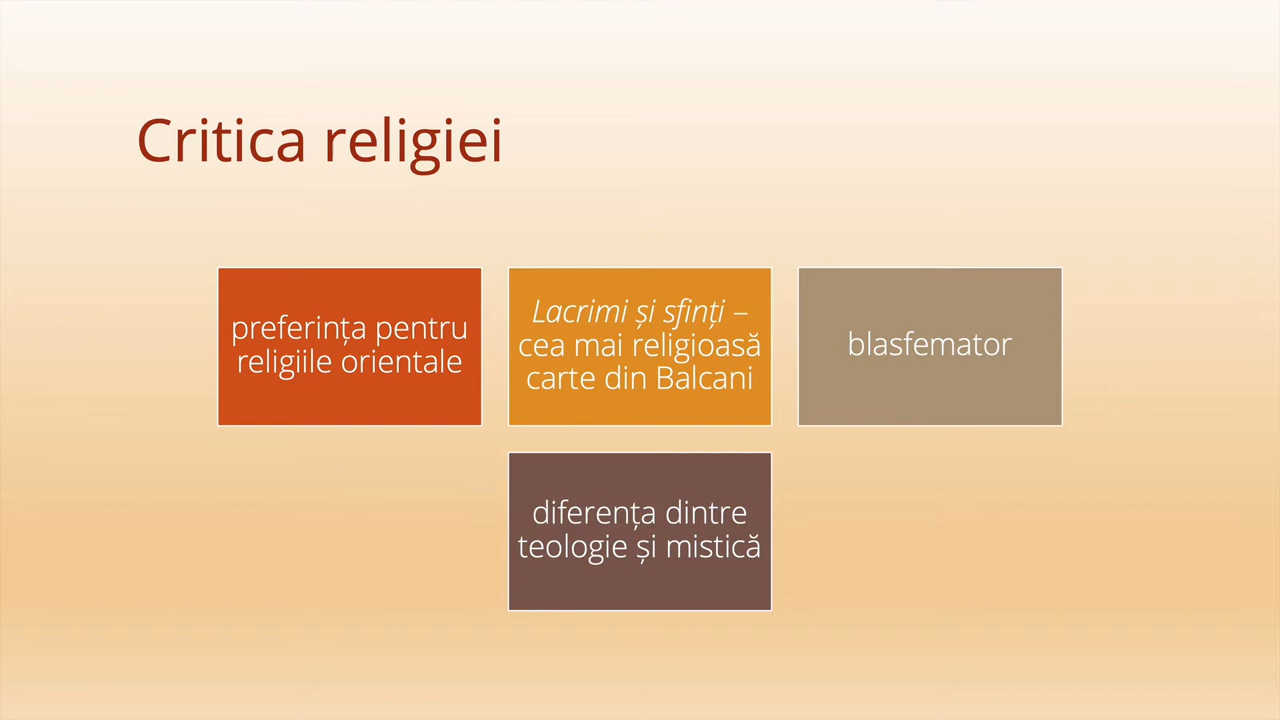 Critica religiei
preferința pentru
religiile orientale
Lacrimi și sfinți –
cea mai religioasă
carte din Balcani
blasfemator
diferența dintre
teologie și mistică